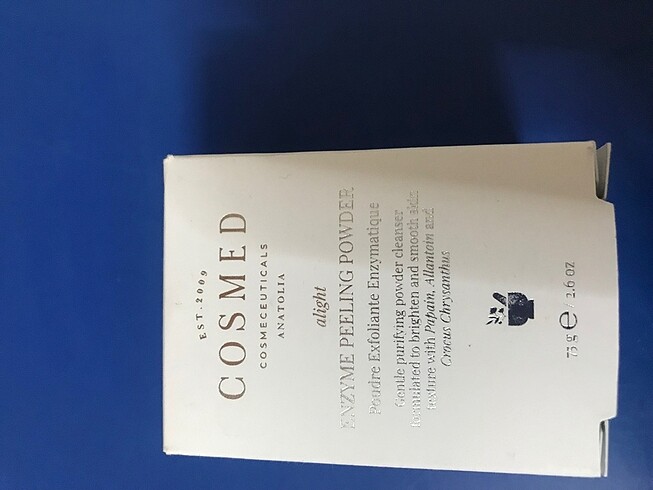 EST. 2009
COSMED
COSMECEUTICALS
ANATOLIA
alight
ENZYME PEELING POWDER
Poudre Exfoliante Enzymatique
Gentle purifying powder cleanser
formulated to brighten and smooth skin
texture with Papain, Allantoin and
Crocus Chrysanthus
75 g ℮ / 2.6 oz